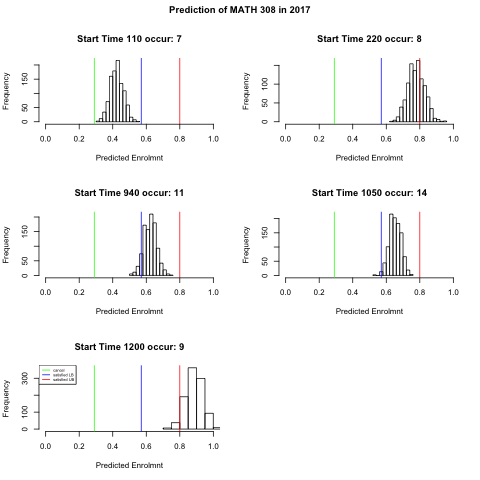 Prediction of MATH 308 in 2017
Start Time 110 occur: 7
Frequency
0 50 150
0.0 0.2 0.4 0.6 0.8 1.0
Predicted Enrolmnt
Start Time 220 occur: 8
Frequency
0 50 100
0.0 0.2 0.4 0.6 0.8 1.0
Predicted Enrolmnt
Start Time 940 occur: 11
Frequency
0 50 150
0.0 0.2 0.4 0.6 0.8 1.0
Predicted Enrolmnt
Start Time 1050 occur: 14
Frequency
0 50 150
0.0 0.2 0.4 0.6 0.8 1.0
Predicted Enrolmnt
Start Time 1200 occur: 9
Frequency
0 100 300
satisfied LB
satisfied UB
0.0 0.2 0.4 0.6 0.8 1.0
Predicted Enrolmnt